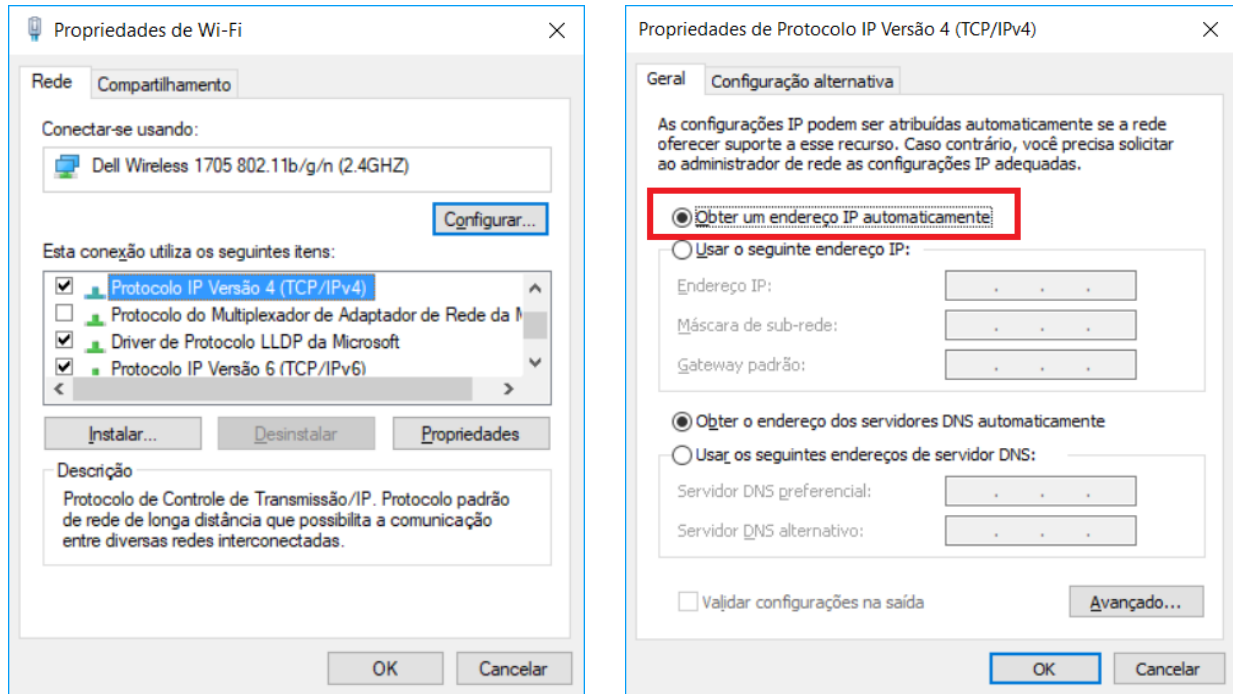 Propriedades de Wi-Fi
Rede
Compartilhamento
Conectar-se usando:
Dell Wireless 1705 802.11b/g/n (2.4GHZ)
Configurar...
Esta conexão utiliza os seguintes itens:
Protocolo IP Versão 4 (TCP/IPv4)
Protocolo do Multiplexador de Adaptador de Rede da
Driver de Protocolo LLDP da Microsoft
Protocolo IP Versão 6 (TCP/IPv6)
Instalar...
Desinstalar
Propriedades
Descrição
Protocolo de Controle de Transmissão/IP. Protocolo padrão
de rede de longa distância que possibilita a comunicação
entre diversas redes interconectadas.
OK
Cancelar
Propriedades de Protocolo IP Versão 4 (TCP/IPv4)
Geral
Configuração alternativa
As configurações IP podem ser atribuídas automaticamente se a rede
oferecer suporte a esse recurso. Caso contrário, você precisa solicitar
ao administrador de rede as configurações IP adequadas.
Obter um endereço IP automaticamente
Usar o seguinte endereço IP:
Endereço IP:
Máscara de sub-rede:
Gateway padrão:
Obter o endereço dos servidores DNS automaticamente
Usar os seguintes endereços de servidor DNS:
Servidor DNS preferencial:
Servidor DNS alternativo:
Validar configurações na saída
Avançado...
OK
Cancelar